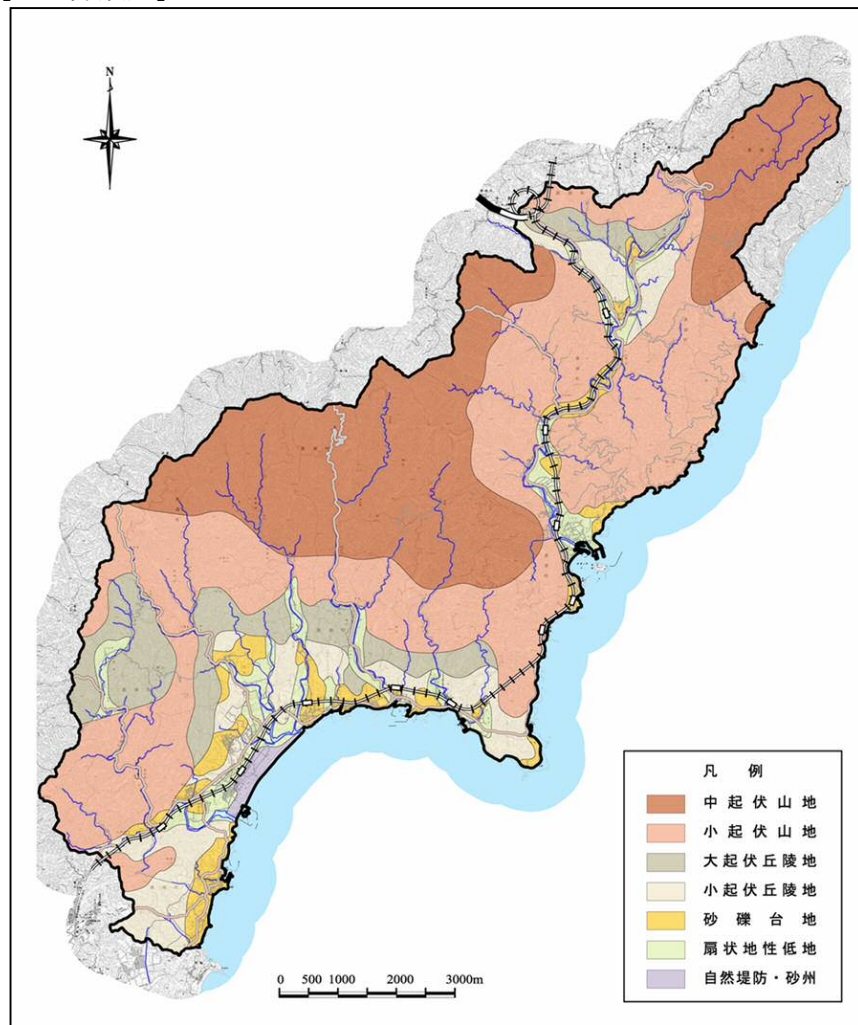 N
0 500 1000 2000 3000m
凡例
中起伏山地
小起伏山地
大起伏丘陵地
小起伏丘陵地
砂礫台地
扇状地性低地
自然堤防・砂州